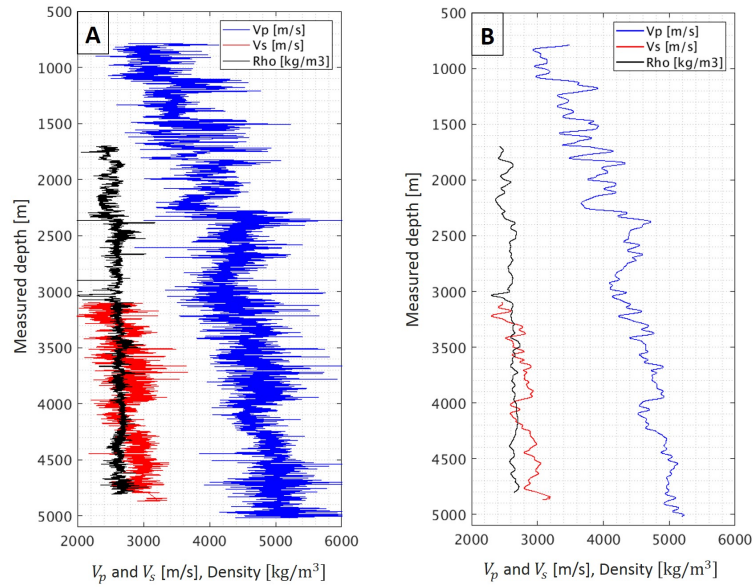 A
Vp [m/s]
Vs [m/s]
Rho [kg/m3]
500
1000
1500
2000
2500
3000
3500
4000
4500
5000
Measured depth [m]
2000 3000 4000 5000 6000
Vp and Vs [m/s], Density [kg/m³]
B
Vp [m/s]
Vs [m/s]
Rho [kg/m3]
500
1000
1500
2000
2500
3000
3500
4000
4500
5000
Measured depth [m]
2000 3000 4000 5000 6000
Vp and Vs [m/s], Density [kg/m³]